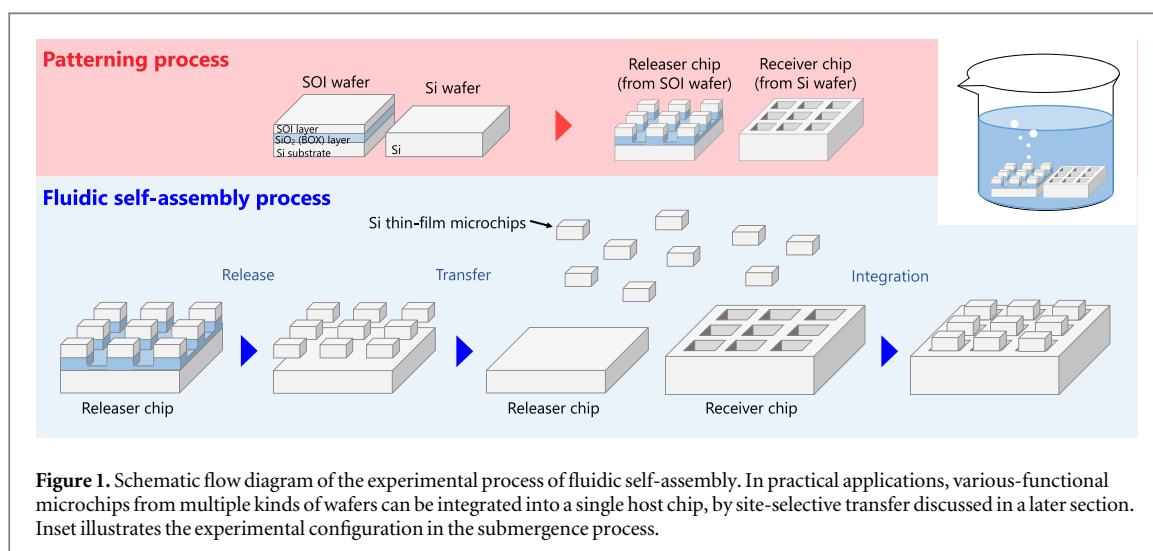 Patterning process
SOI wafer
Si wafer
SOI layer
SiO₂ (BOX) layer
Si substrate
Si
Releaser chip
(from SOI wafer)
Receiver chip
(from Si wafer)
Fluidic self-assembly process
Si thin-film microchips
Release
Transfer
Integration
Releaser chip
Releaser chip
Receiver chip
Figure 1. Schematic flow diagram of the experimental process of fluidic self-assembly. In practical applications, various-functional
microchips from multiple kinds of wafers can be integrated into a single host chip, by site-selective transfer discussed in a later section.
Inset illustrates the experimental configuration in the submergence process.